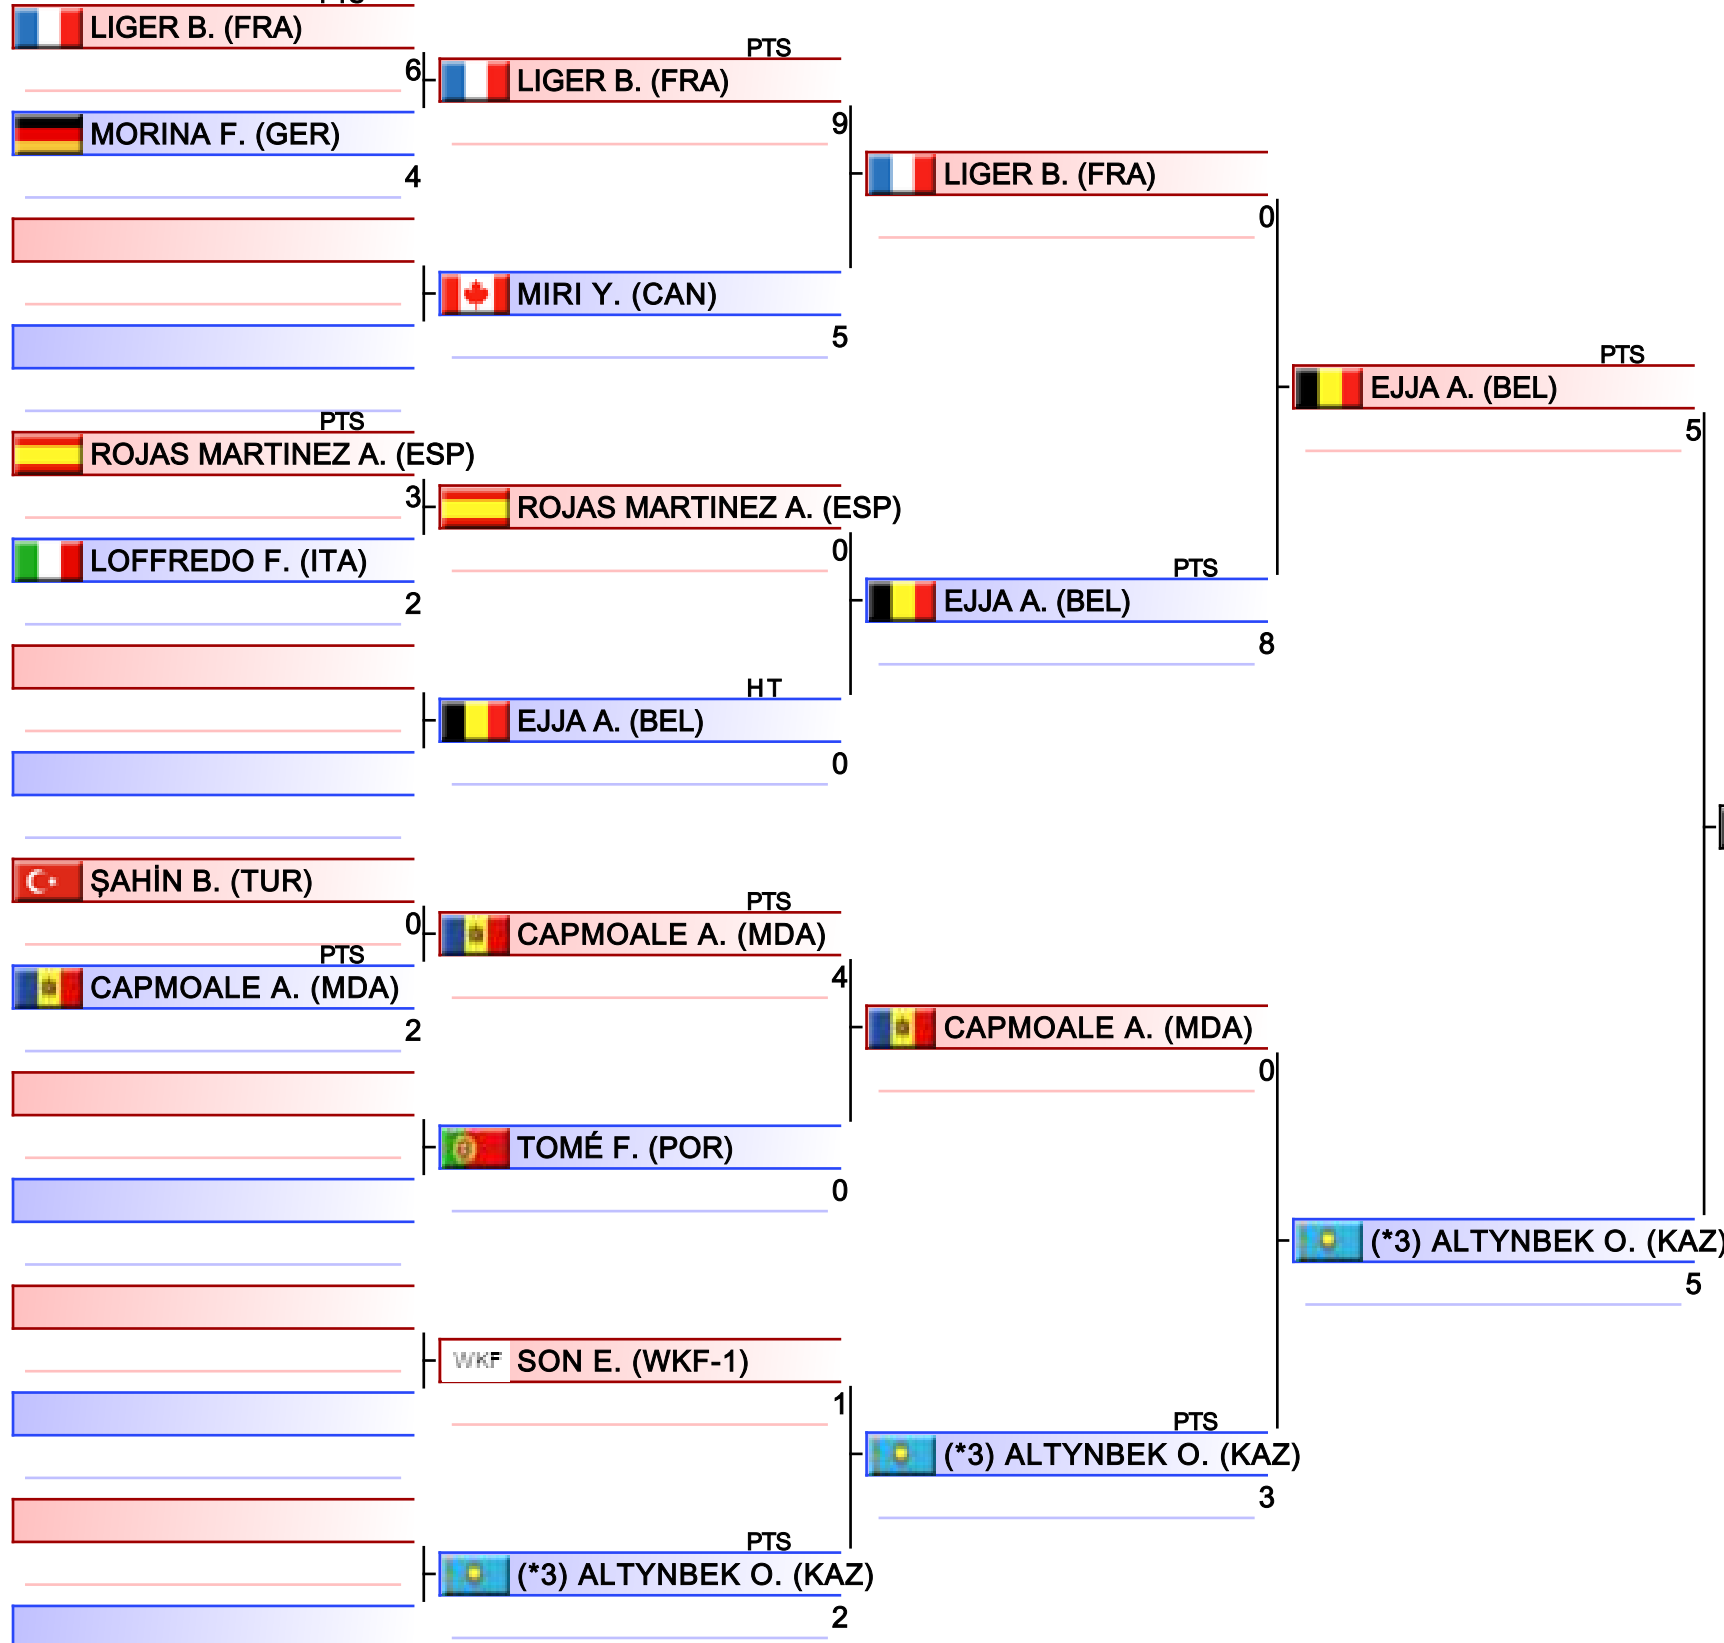 PTS
LIGER B. (FRA)
6
MORINA F. (GER)
4
PTS
ROJAS MARTINEZ A. (ESP)
3
LOFFREDO F. (ITA)
2
ŞAHİN B. (TUR)
0
PTS
CAPMOALE A. (MDA)
2
PTS
LIGER B. (FRA)
9
MIRI Y. (CAN)
5
ROJAS MARTINEZ A. (ESP)
0
HT
EJJA A. (BEL)
0
PTS
CAPMOALE A. (MDA)
4
TOMÉ F. (POR)
0
WKF SON E. (WKF-1)
1
PTS
(*3) ALTYNBEK O. (KAZ)
2
LIGER B. (FRA)
0
PTS
EJJA A. (BEL)
8
CAPMOALE A. (MDA)
0
PTS
(*3) ALTYNBEK O. (KAZ)
3
PTS
EJJA A. (BEL)
5
(*3) ALTYNBEK O. (KAZ)
5